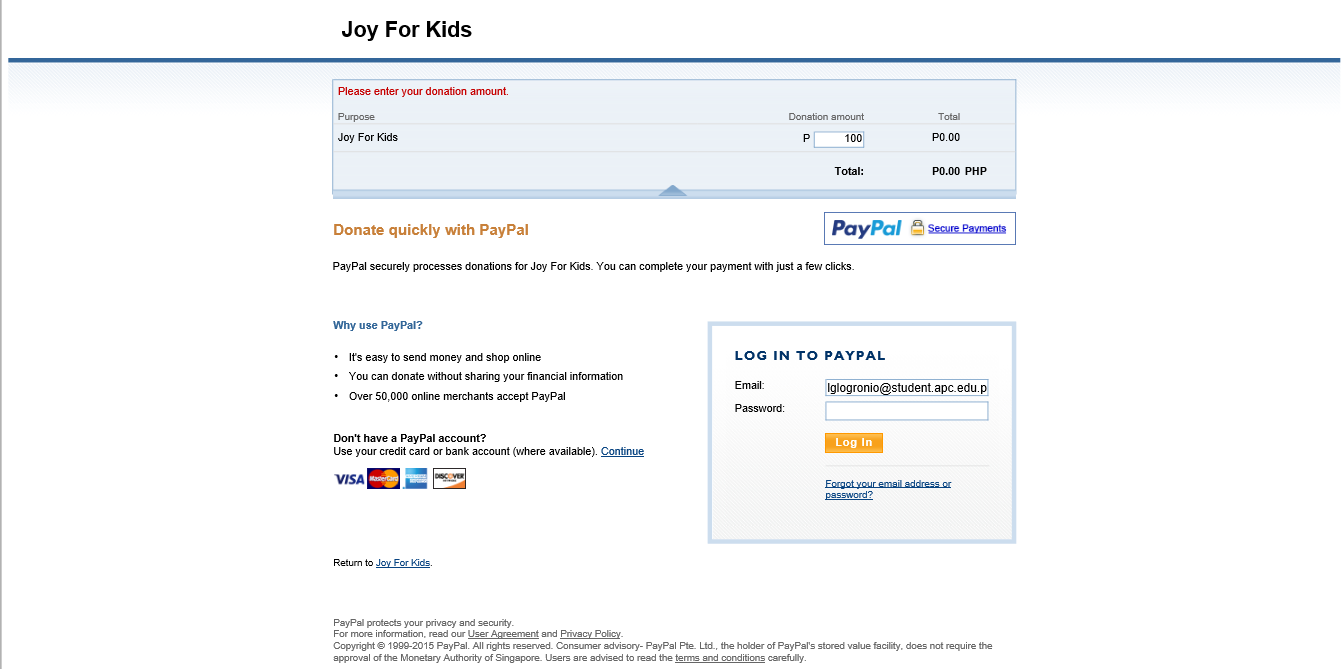 Joy For Kids
Please enter your donation amount.
Purpose Donation amount Total
Joy For Kids P 100 P0.00
Total: P0.00 PHP
Donate quickly with PayPal
PayPal Secure Payments
PayPal securely processes donations for Joy For Kids. You can complete your payment with just a few clicks.
Why use PayPal?
• It's easy to send money and shop online
• You can donate without sharing your financial information
• Over 50,000 online merchants accept PayPal
Don't have a PayPal account?
Use your credit card or bank account (where available). Continue
VISA MasterCard DISCOVER
LOG IN TO PAYPAL
Email: lglogronio@student.apc.edu.p
Password:
Log In
Forgot your email address or
password?
Return to Joy For Kids.
PayPal protects your privacy and security.
For more information, read our User Agreement and Privacy Policy.
Copyright © 1999-2015 PayPal. All rights reserved. Consumer advisory- PayPal Pte. Ltd., the holder of PayPal's stored value facility, does not require the
approval of the Monetary Authority of Singapore. Users are advised to read the terms and conditions carefully.